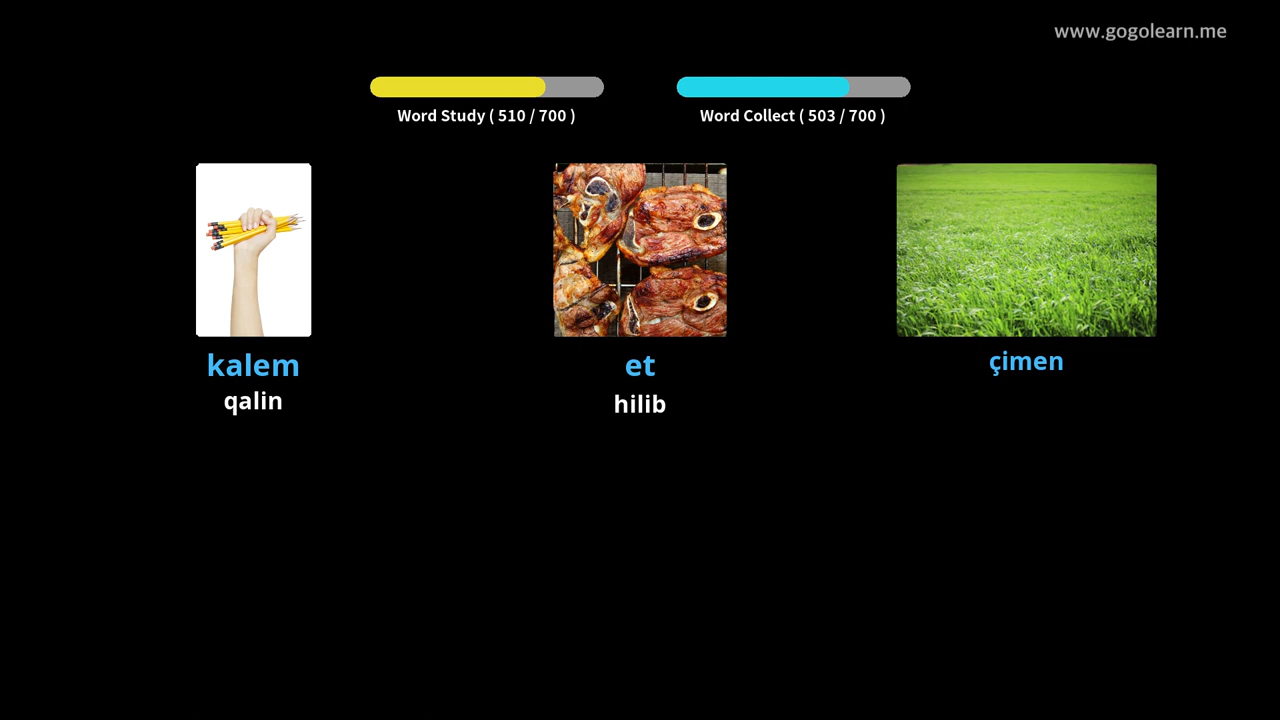 www.gogolearn.me
Word Study ( 510 / 700 )
Word Collect ( 503 / 700 )
kalem
qalin
et
hilib
çimen